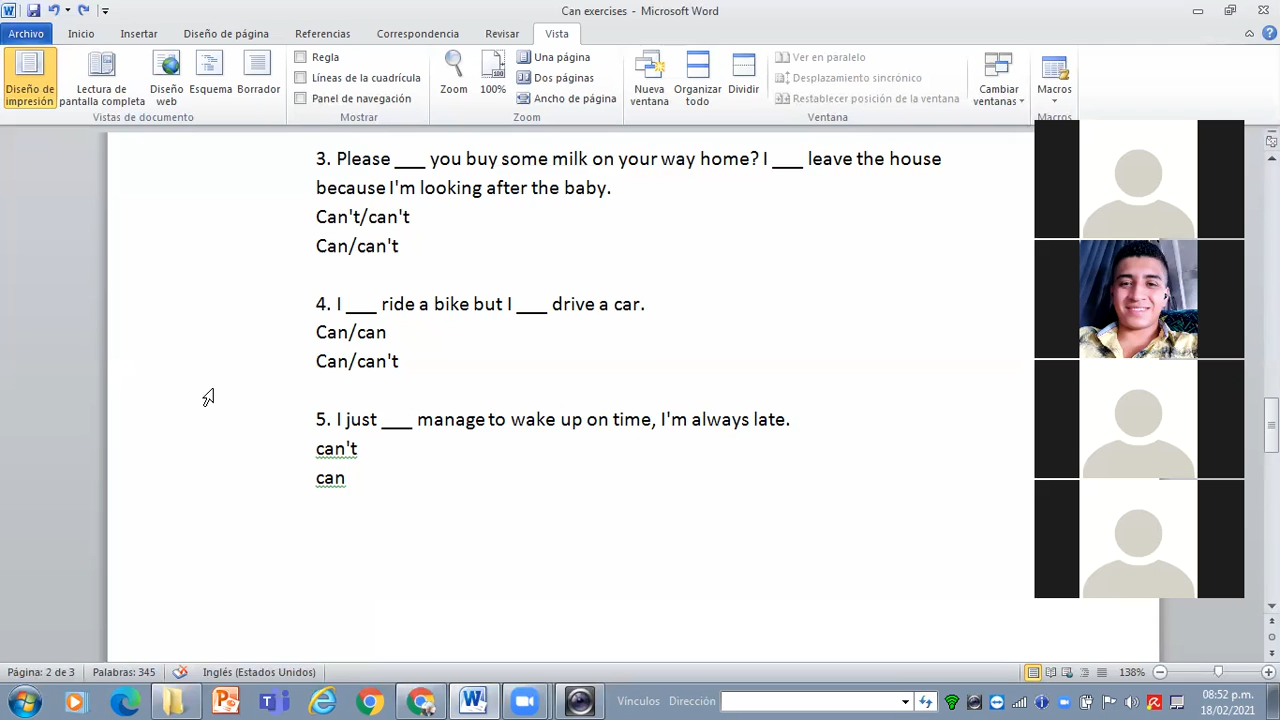 Can exercises - Microsoft Word
Archivo Inicio Insertar Diseño de página Referencias Correspondencia Revisar Vista
Diseño de impresión
Lectura de pantalla completa
Diseño web
Esquema
Borrador
Vistas de documento
Regla
Líneas de la cuadrícula
Panel de navegación
Mostrar
Zoom
100%
Una página
Dos páginas
Ancho de página
Zoom
Nueva ventana
Organizar todo
Dividir
Ver en paralelo
Desplazamiento sincrónico
Restablecer posición de la ventana
Ventana
Cambiar ventanas
Macros
Macros
3. Please ___ you buy some milk on your way home? I ___ leave the house
because I'm looking after the baby.
Can't/can't
Can/can't
4. I ___ ride a bike but I ___ drive a car.
Can/can
Can/can't
5. I just ___ manage to wake up on time, I'm always late.
can't
can
Página: 2 de 3 Palabras: 345 Inglés (Estados Unidos) 138%
Vínculos Dirección 08:52 p.m.
18/02/2021